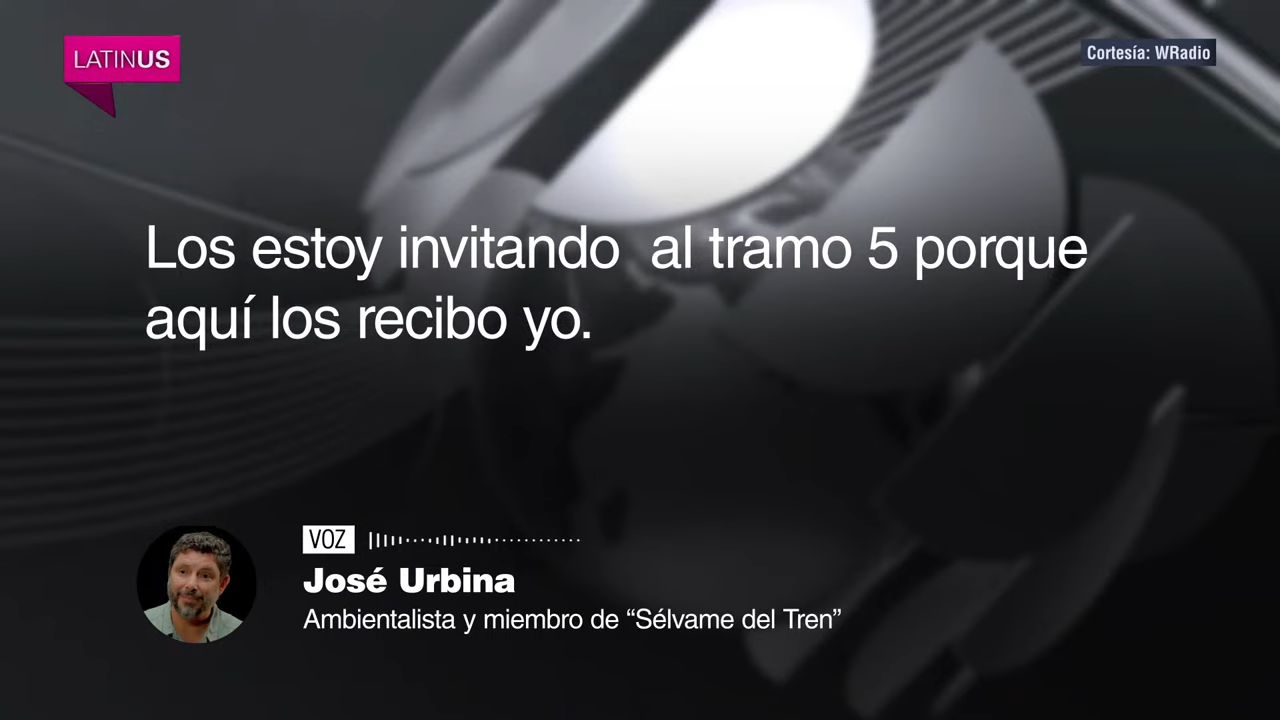 LATINUS
Cortesía: WRadio
Los estoy invitando  al tramo 5 porque
aquí los recibo yo.
VOZ
José Urbina
Ambientalista y miembro de “Sélvame del Tren”